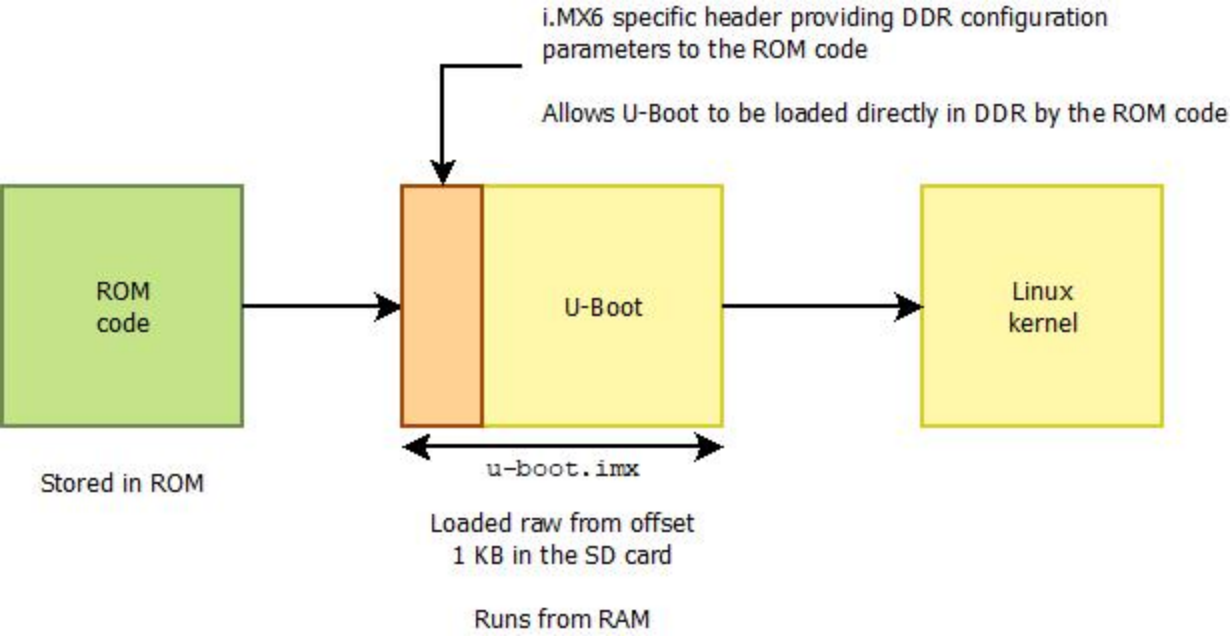 i.MX6 specific header providing DDR configuration
parameters to the ROM code
Allows U-Boot to be loaded directly in DDR by the ROM code
ROM
code
U-Boot
Linux
kernel
u-boot.imx
Stored in ROM
Loaded raw from offset
1 KB in the SD card
Runs from RAM